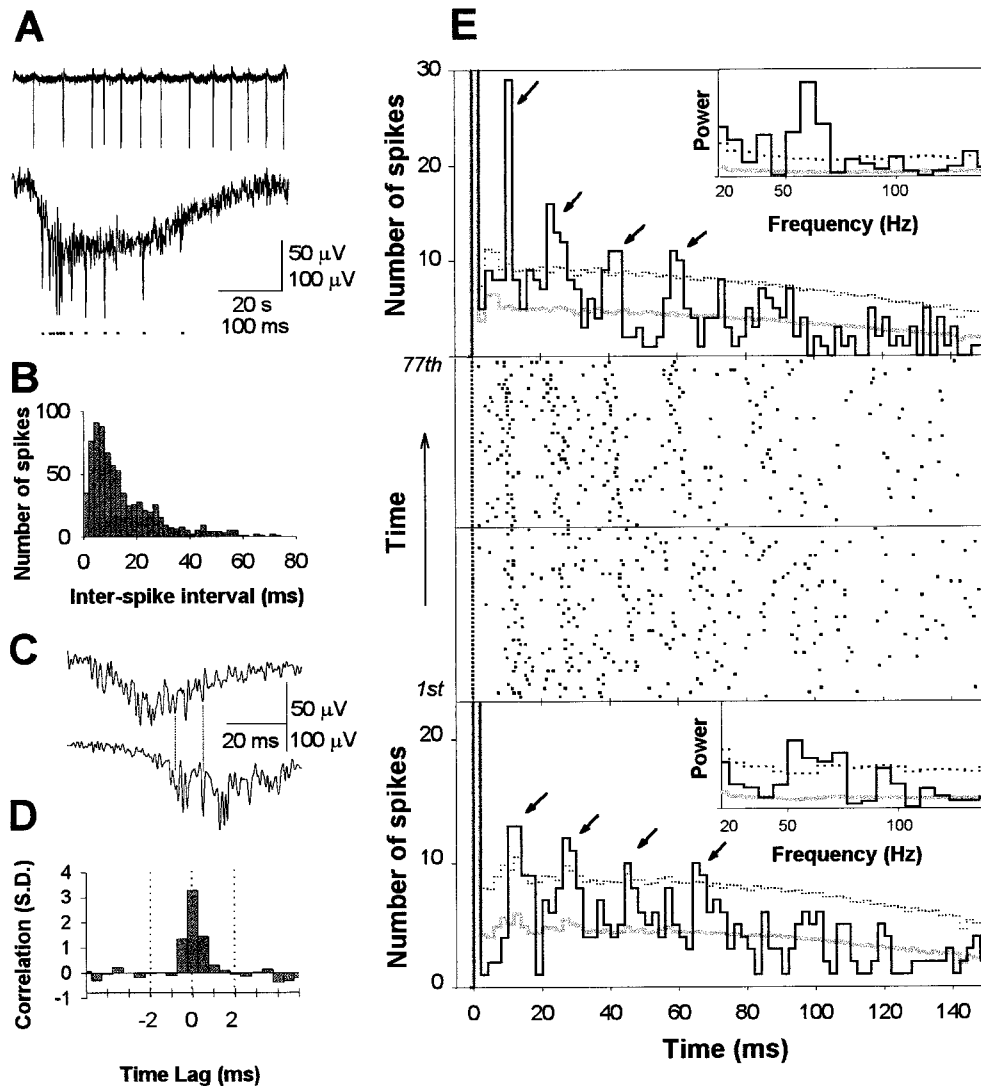 A
50 µV
100 µV
20 s
100 ms
B
Number of spikes
100
50
0
0 20 40 60 80
Inter-spike interval (ms)
C
50 µV
20 ms
100 µV
D
Correlation (S.D.)
4
3
2
1
0
-1
-2 0 2
Time Lag (ms)
E
Number of spikes
30
20
10
0
Power
20 50 100
Frequency (Hz)
77th
Time
1st
Number of spikes
20
10
0
Power
20 50 100
Frequency (Hz)
0 20 40 60 80 100 120 140
Time (ms)